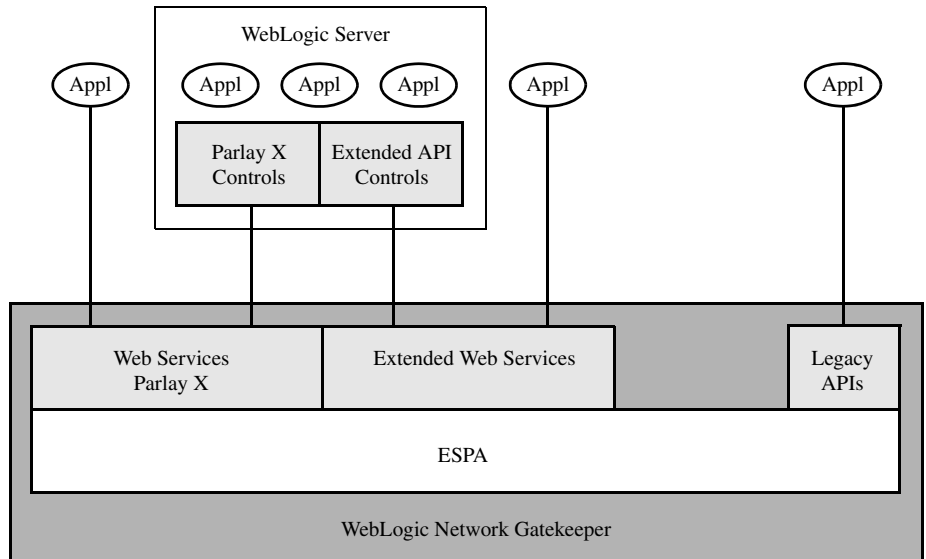 WebLogic Server
Appl Appl Appl Appl Appl Appl
Parlay X
Controls
Extended API
Controls
Web Services
Parlay X
Extended Web Services
Legacy
APIs
ESPA
WebLogic Network Gatekeeper